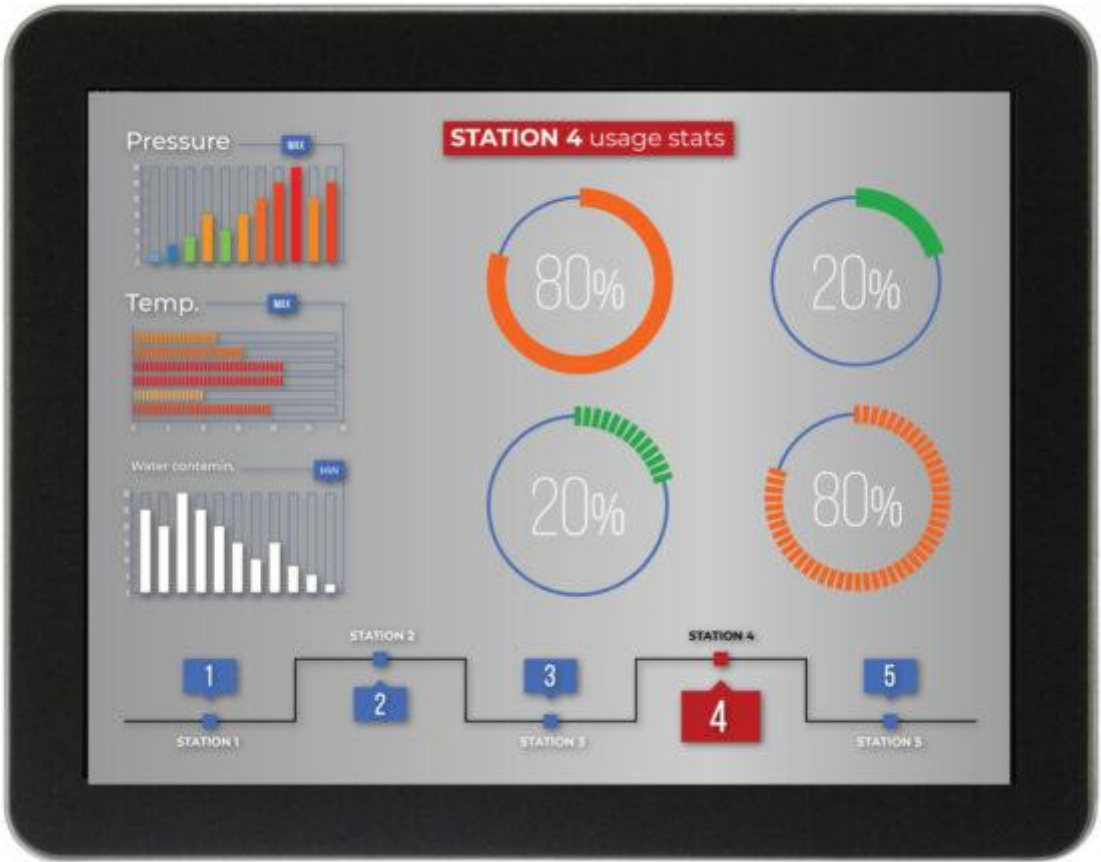 Pressure
MAX
STATION 4 usage stats
80%
20%
Temp.
MAX
20%
80%
Water contamin.
MIN
STATION 2
STATION 4
1
2
3
4
5
STATION 1
STATION 3
STATION 5